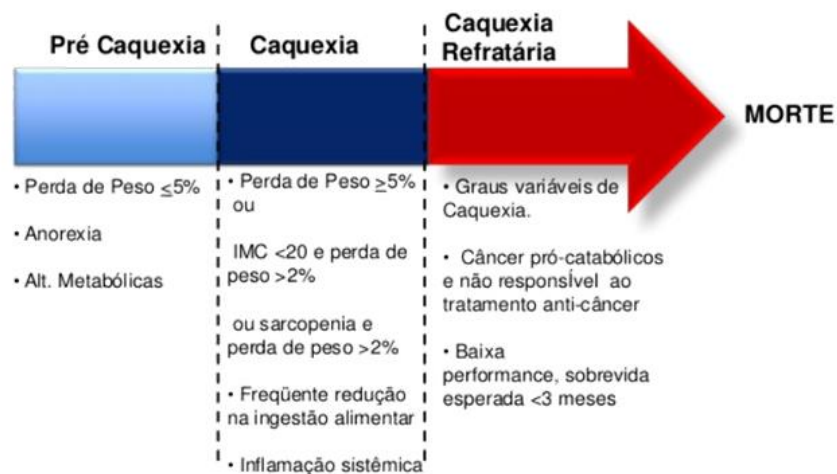 Pré Caquexia
Caquexia
Caquexia
Refratária
MORTE
• Perda de Peso ≤5%
• Anorexia
• Alt. Metabólicas
• Perda de Peso ≥5%
ou
IMC <20 e perda de
peso >2%
ou sarcopenia e
perda de peso >2%
• Freqüente redução
na ingestão alimentar
• Inflamação sistêmica
• Graus variáveis de
Caquexia.
• Câncer pró-catabólicos
e não responsível ao
tratamento anti-câncer
• Baixa
performance, sobrevida
esperada <3 meses